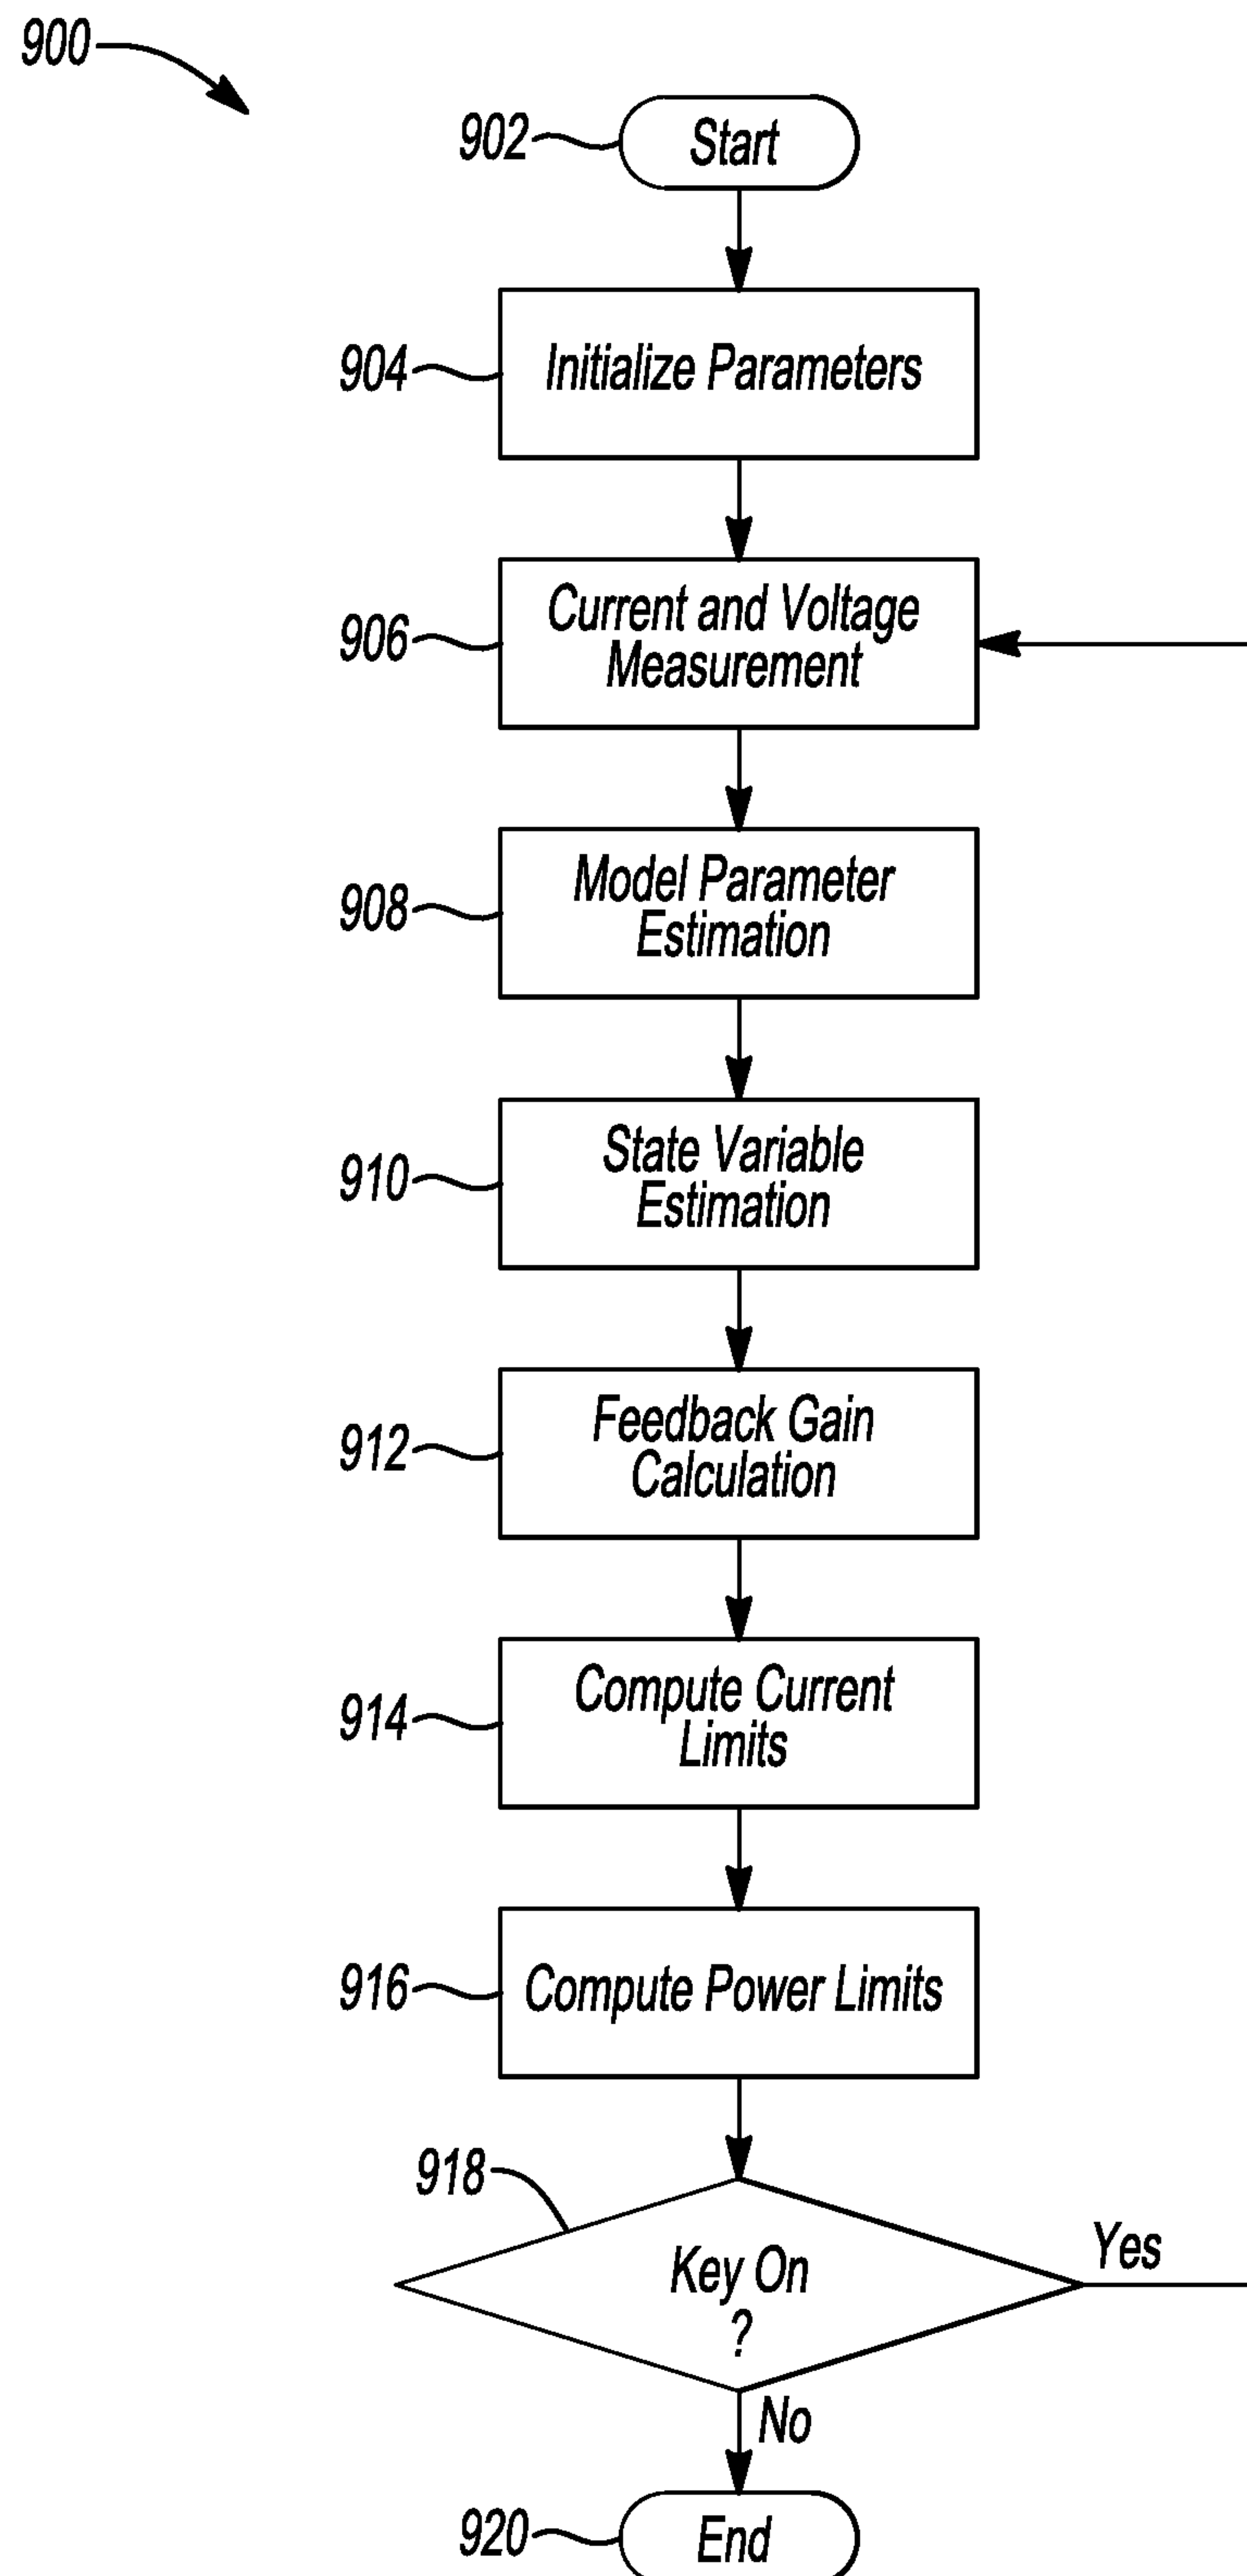 900
902
Start
904
Initialize Parameters
906
Current and Voltage
Measurement
908
Model Parameter
Estimation
910
State Variable
Estimation
912
Feedback Gain
Calculation
914
Compute Current
Limits
916
Compute Power Limits
918
Key On
?
Yes
No
920
End